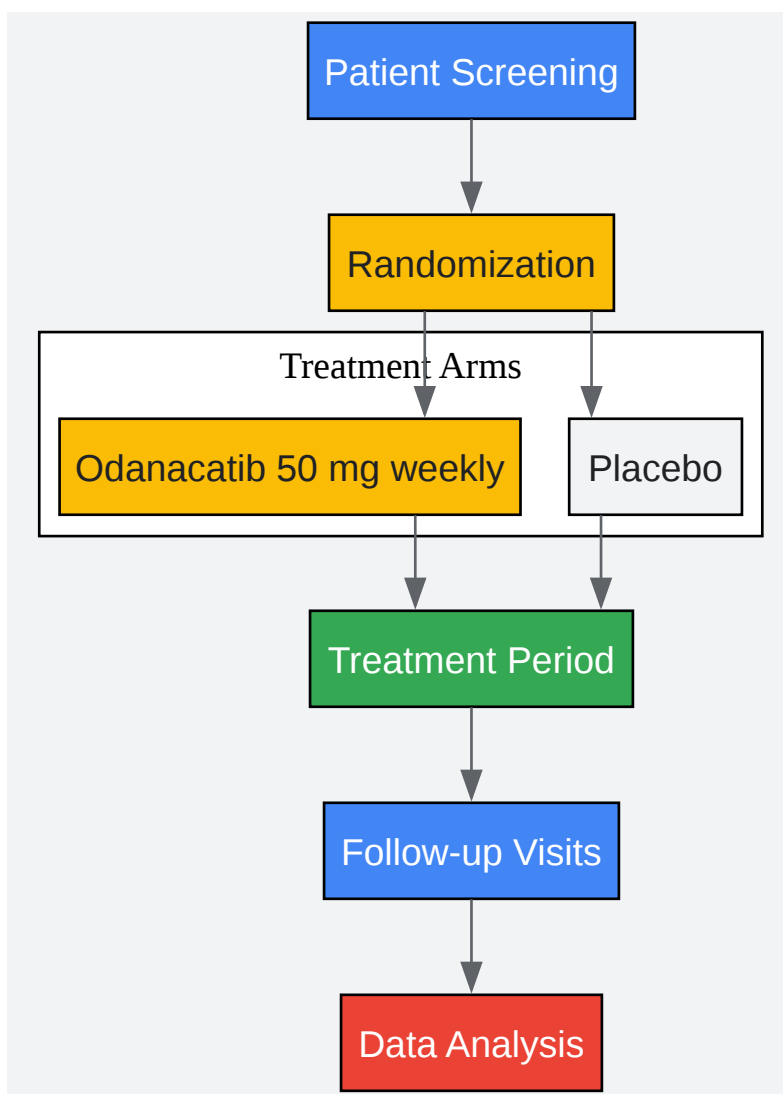 Patient Screening
Randomization
Treatment Arms
Odanacatib 50 mg weekly
Placebo
Treatment Period
Follow-up Visits
Data Analysis